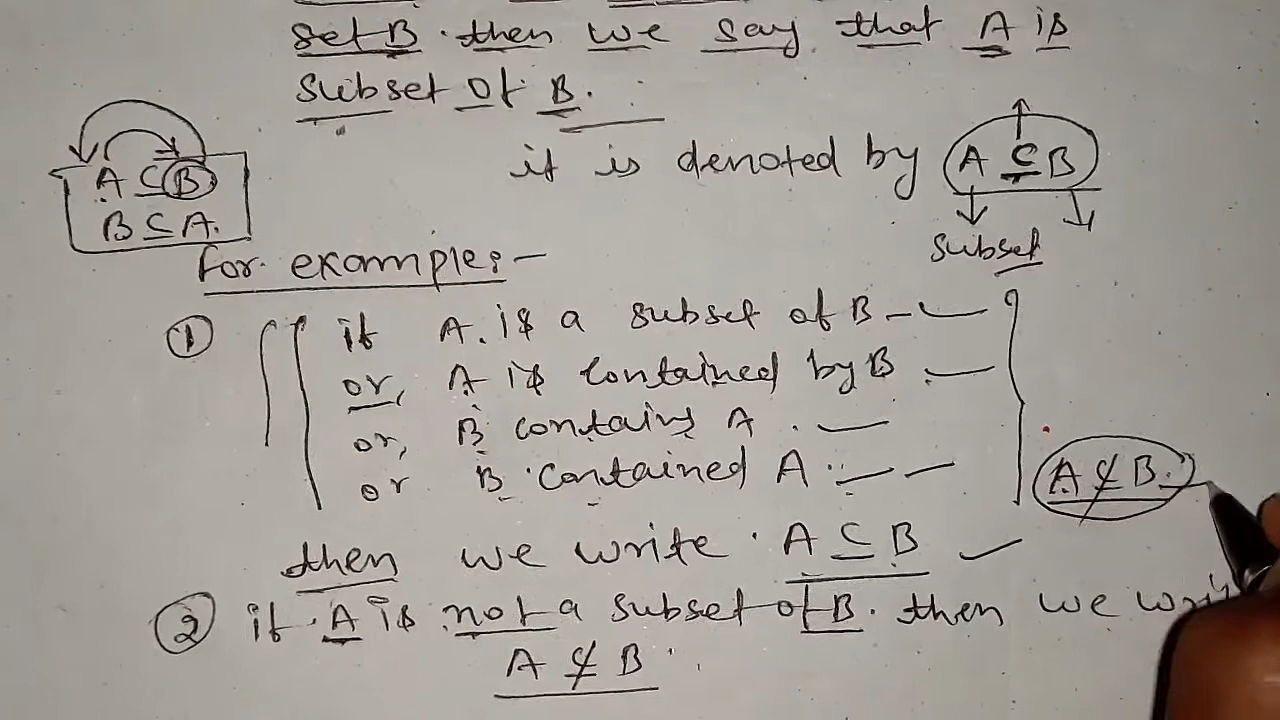 set B. then we say that A is
subset of B.
it is denoted by A ⊆ B
subset
A ⊆ B
B ⊆ A.
for example:-
① if A. is a subset of B -
or, A is contained by B.
or, B contains A.
or B contained A
A ⊈ B.
then we write. A ⊆ B
② if A is not a subset of B. then we write
A ⊈ B.